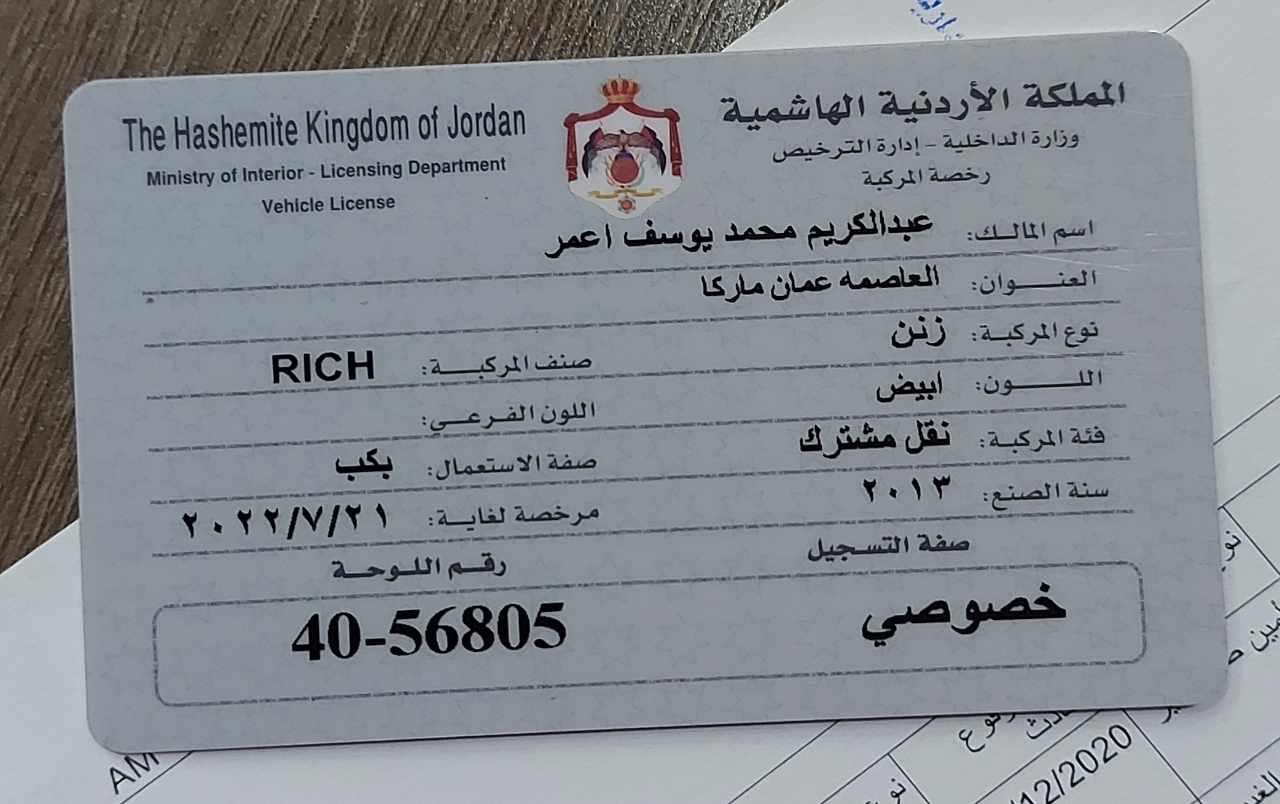 The Hashemite Kingdom of Jordan
Ministry of Interior - Licensing Department
Vehicle License
المملكة الأردنية الهاشمية
وزارة الداخلية - إدارة الترخيص
رخصة المركبة
اسم المالك: عبدالكريم محمد يوسف اعمر
العنوان: العاصمه عمان ماركا
نوع المركبة: زنن
صنف المركبة: RICH
اللون: ابيض
اللون الفرعي:
فئة المركبة: نقل مشترك
صفة الاستعمال: بكب
سنة الصنع: ٢٠١٣
مرخصة لغاية: ٢٠٢٢/٧/٢١
صفة التسجيل
رقم اللوحة
خصوصي
40-56805
AM
12/2020